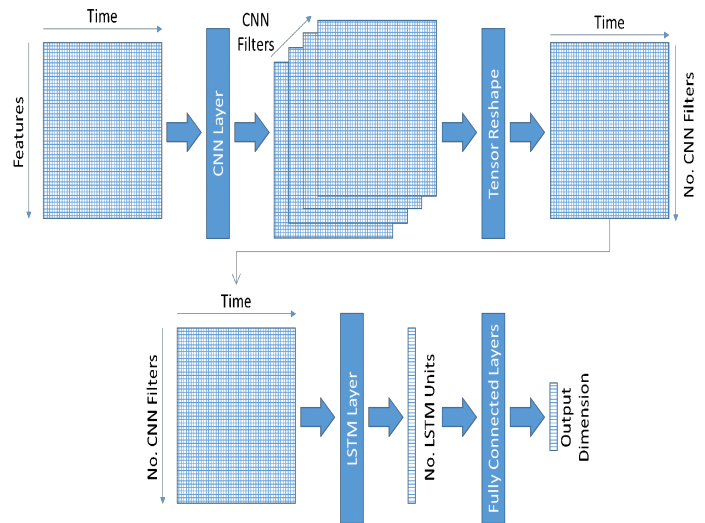 Time
Features
CNN Layer
CNN
Filters
Tensor Reshape
Time
No. CNN Filters
Time
No. CNN Filters
LSTM Layer
No. LSTM Units
Fully Connected Layers
Output
Dimension